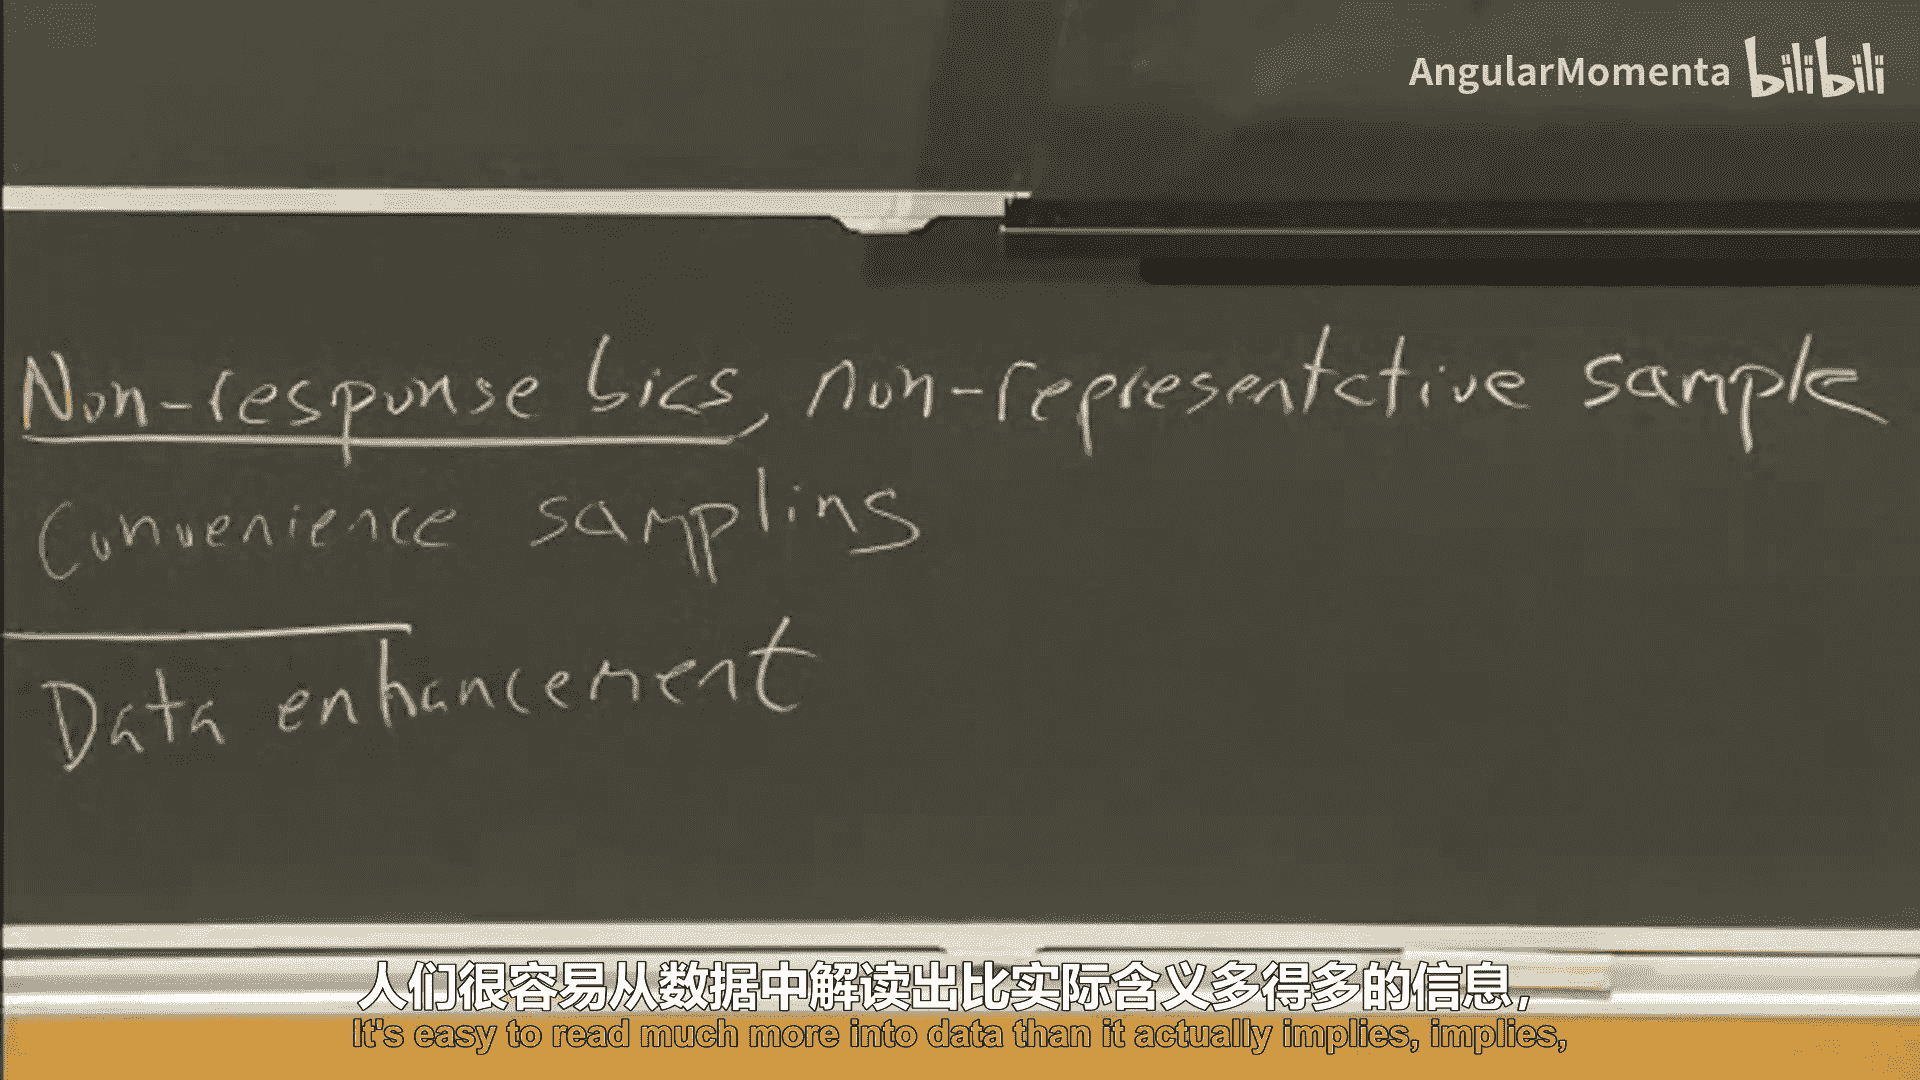 AngularMomenta bilibili
Non-response bias, non-representative sample
Convenience sampling
Data enhancement
人们很容易从数据中解读出比实际含义多得多的信息，
It's easy to read much more into data than it actually implies, implies,